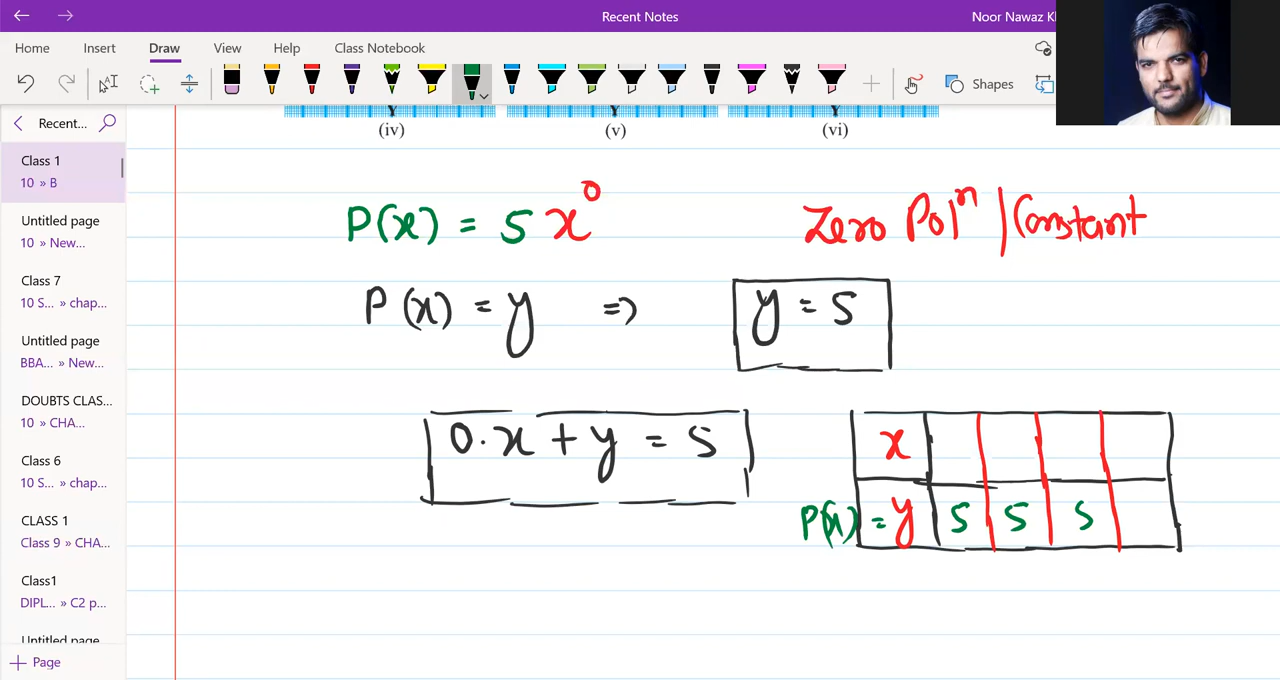 Recent Notes
Noor Nawaz Kh
Home Insert Draw View Help Class Notebook
Shapes
Recent...
Class 1
10 » B
Untitled page
10 » New...
Class 7
10 S... » chap...
Untitled page
BBA... » New...
DOUBTS CLAS...
10 » CHA...
Class 6
10 S... » chap...
CLASS 1
Class 9 » CHA...
Class1
DIPL... » C2 p...
Untitled page
Page
(iv) (v) (vi)
P(x) = 5 x⁰
Zero Polⁿ | Constant
P(x) = y ⇒ y = 5
0·x + y = 5
x
P(x) = y 5 5 5